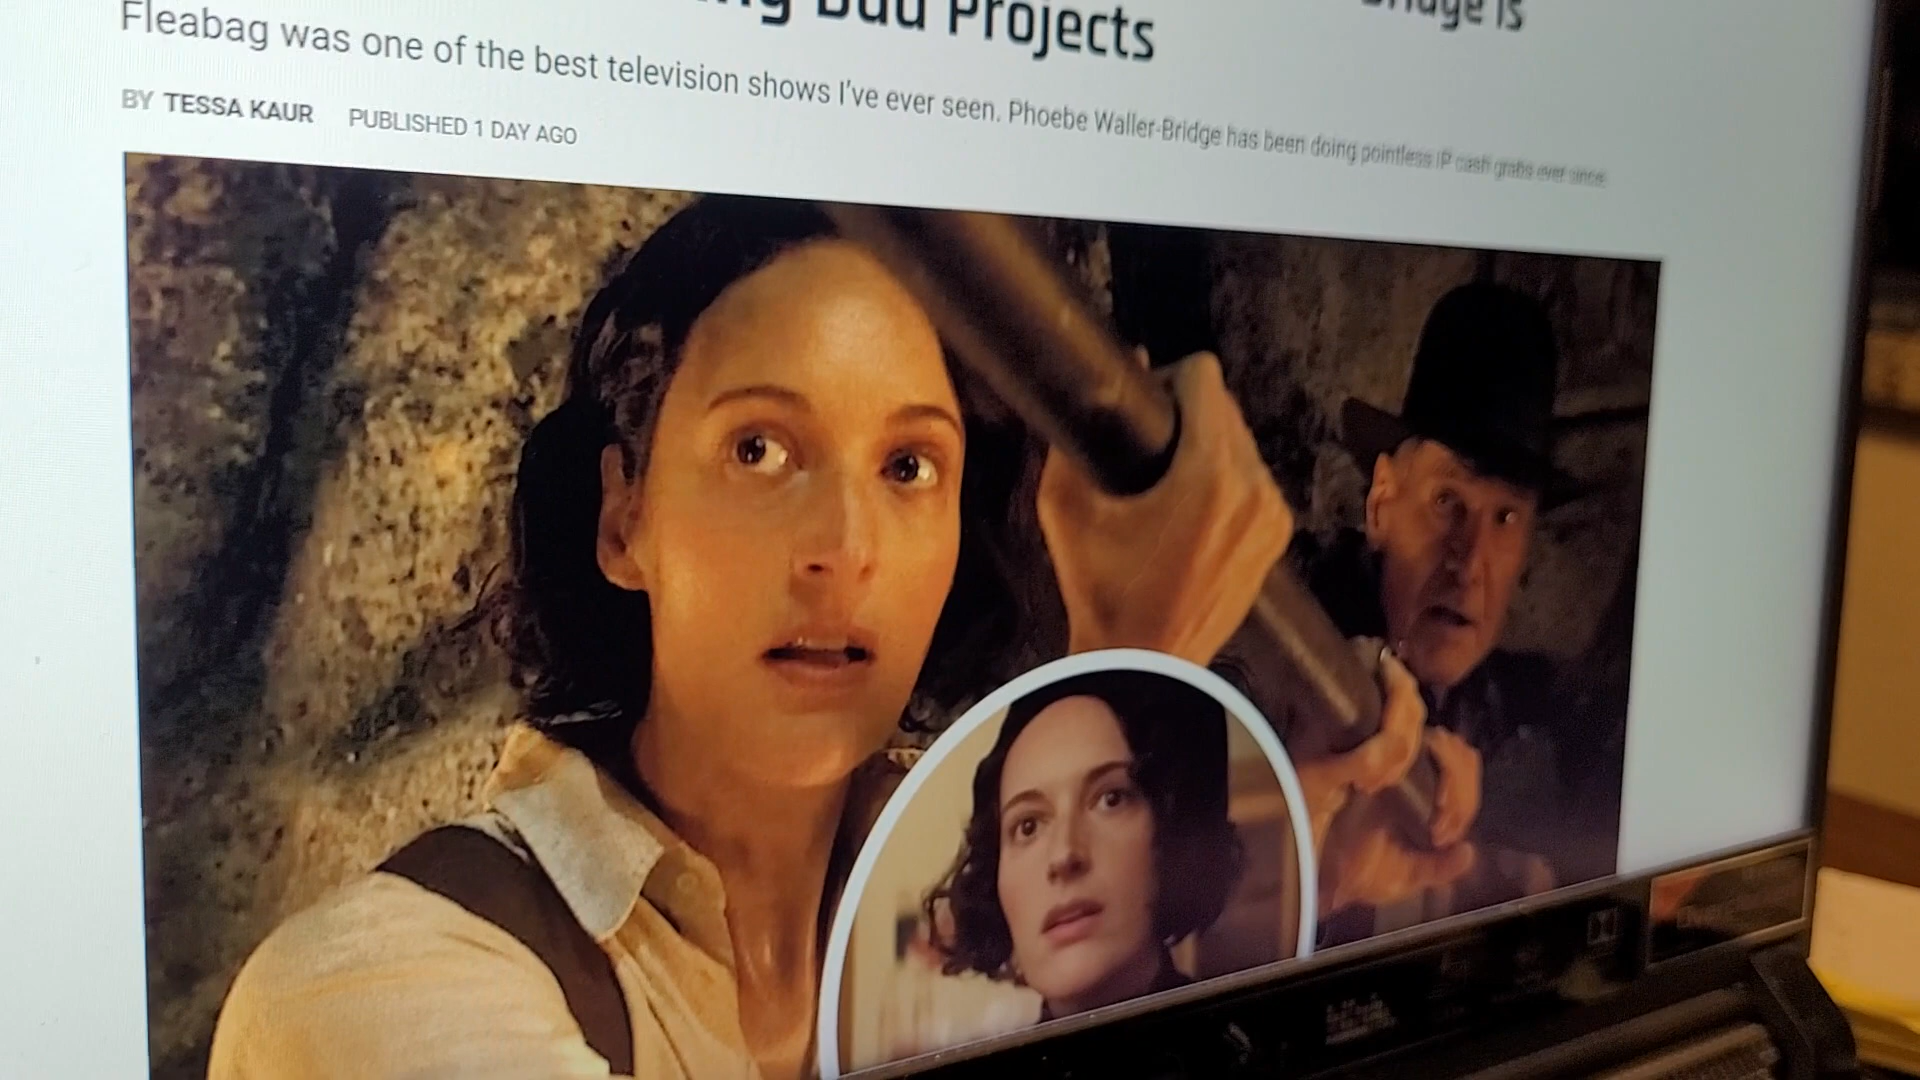 Bad Projects
Fleabag was one of the best television shows I've ever seen. Phoebe Waller-Bridge has been doing pointless IP cash grabs ever since.
BY TESSA KAUR PUBLISHED 1 DAY AGO